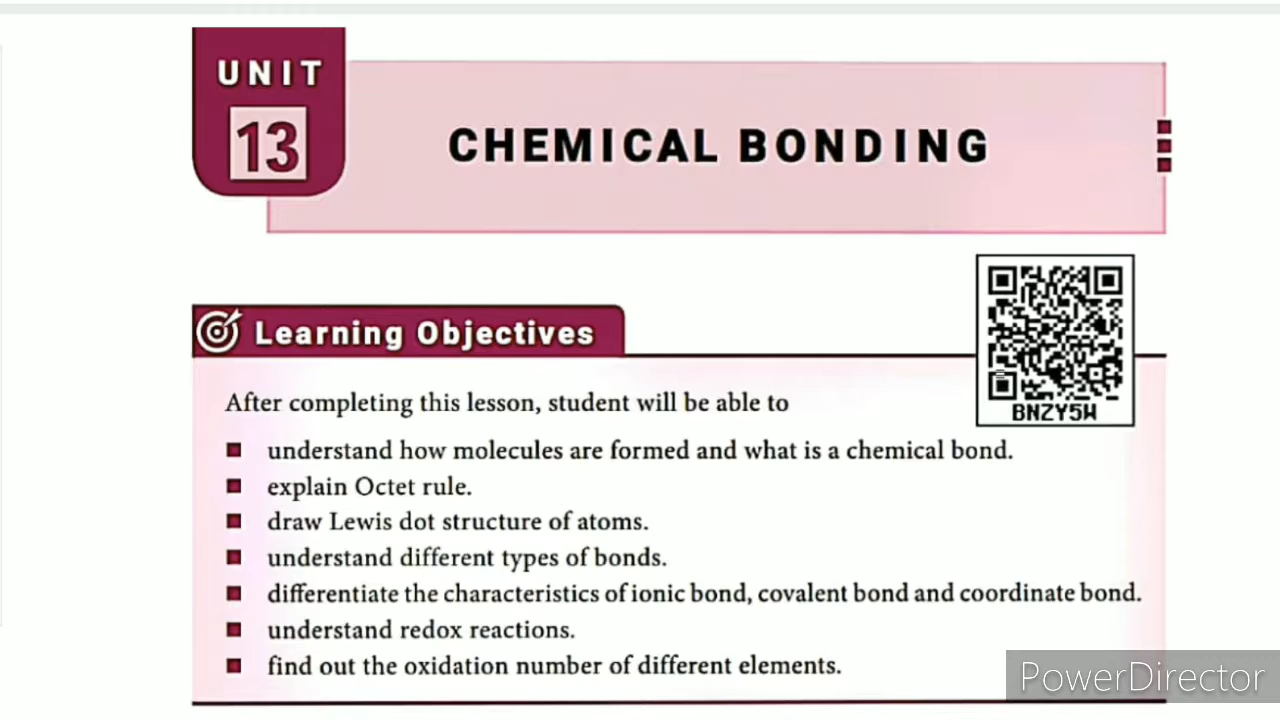 UNIT
13
CHEMICAL BONDING
BNZY5W
Learning Objectives
After completing this lesson, student will be able to
understand how molecules are formed and what is a chemical bond.
explain Octet rule.
draw Lewis dot structure of atoms.
understand different types of bonds.
differentiate the characteristics of ionic bond, covalent bond and coordinate bond.
understand redox reactions.
find out the oxidation number of different elements.
PowerDirector